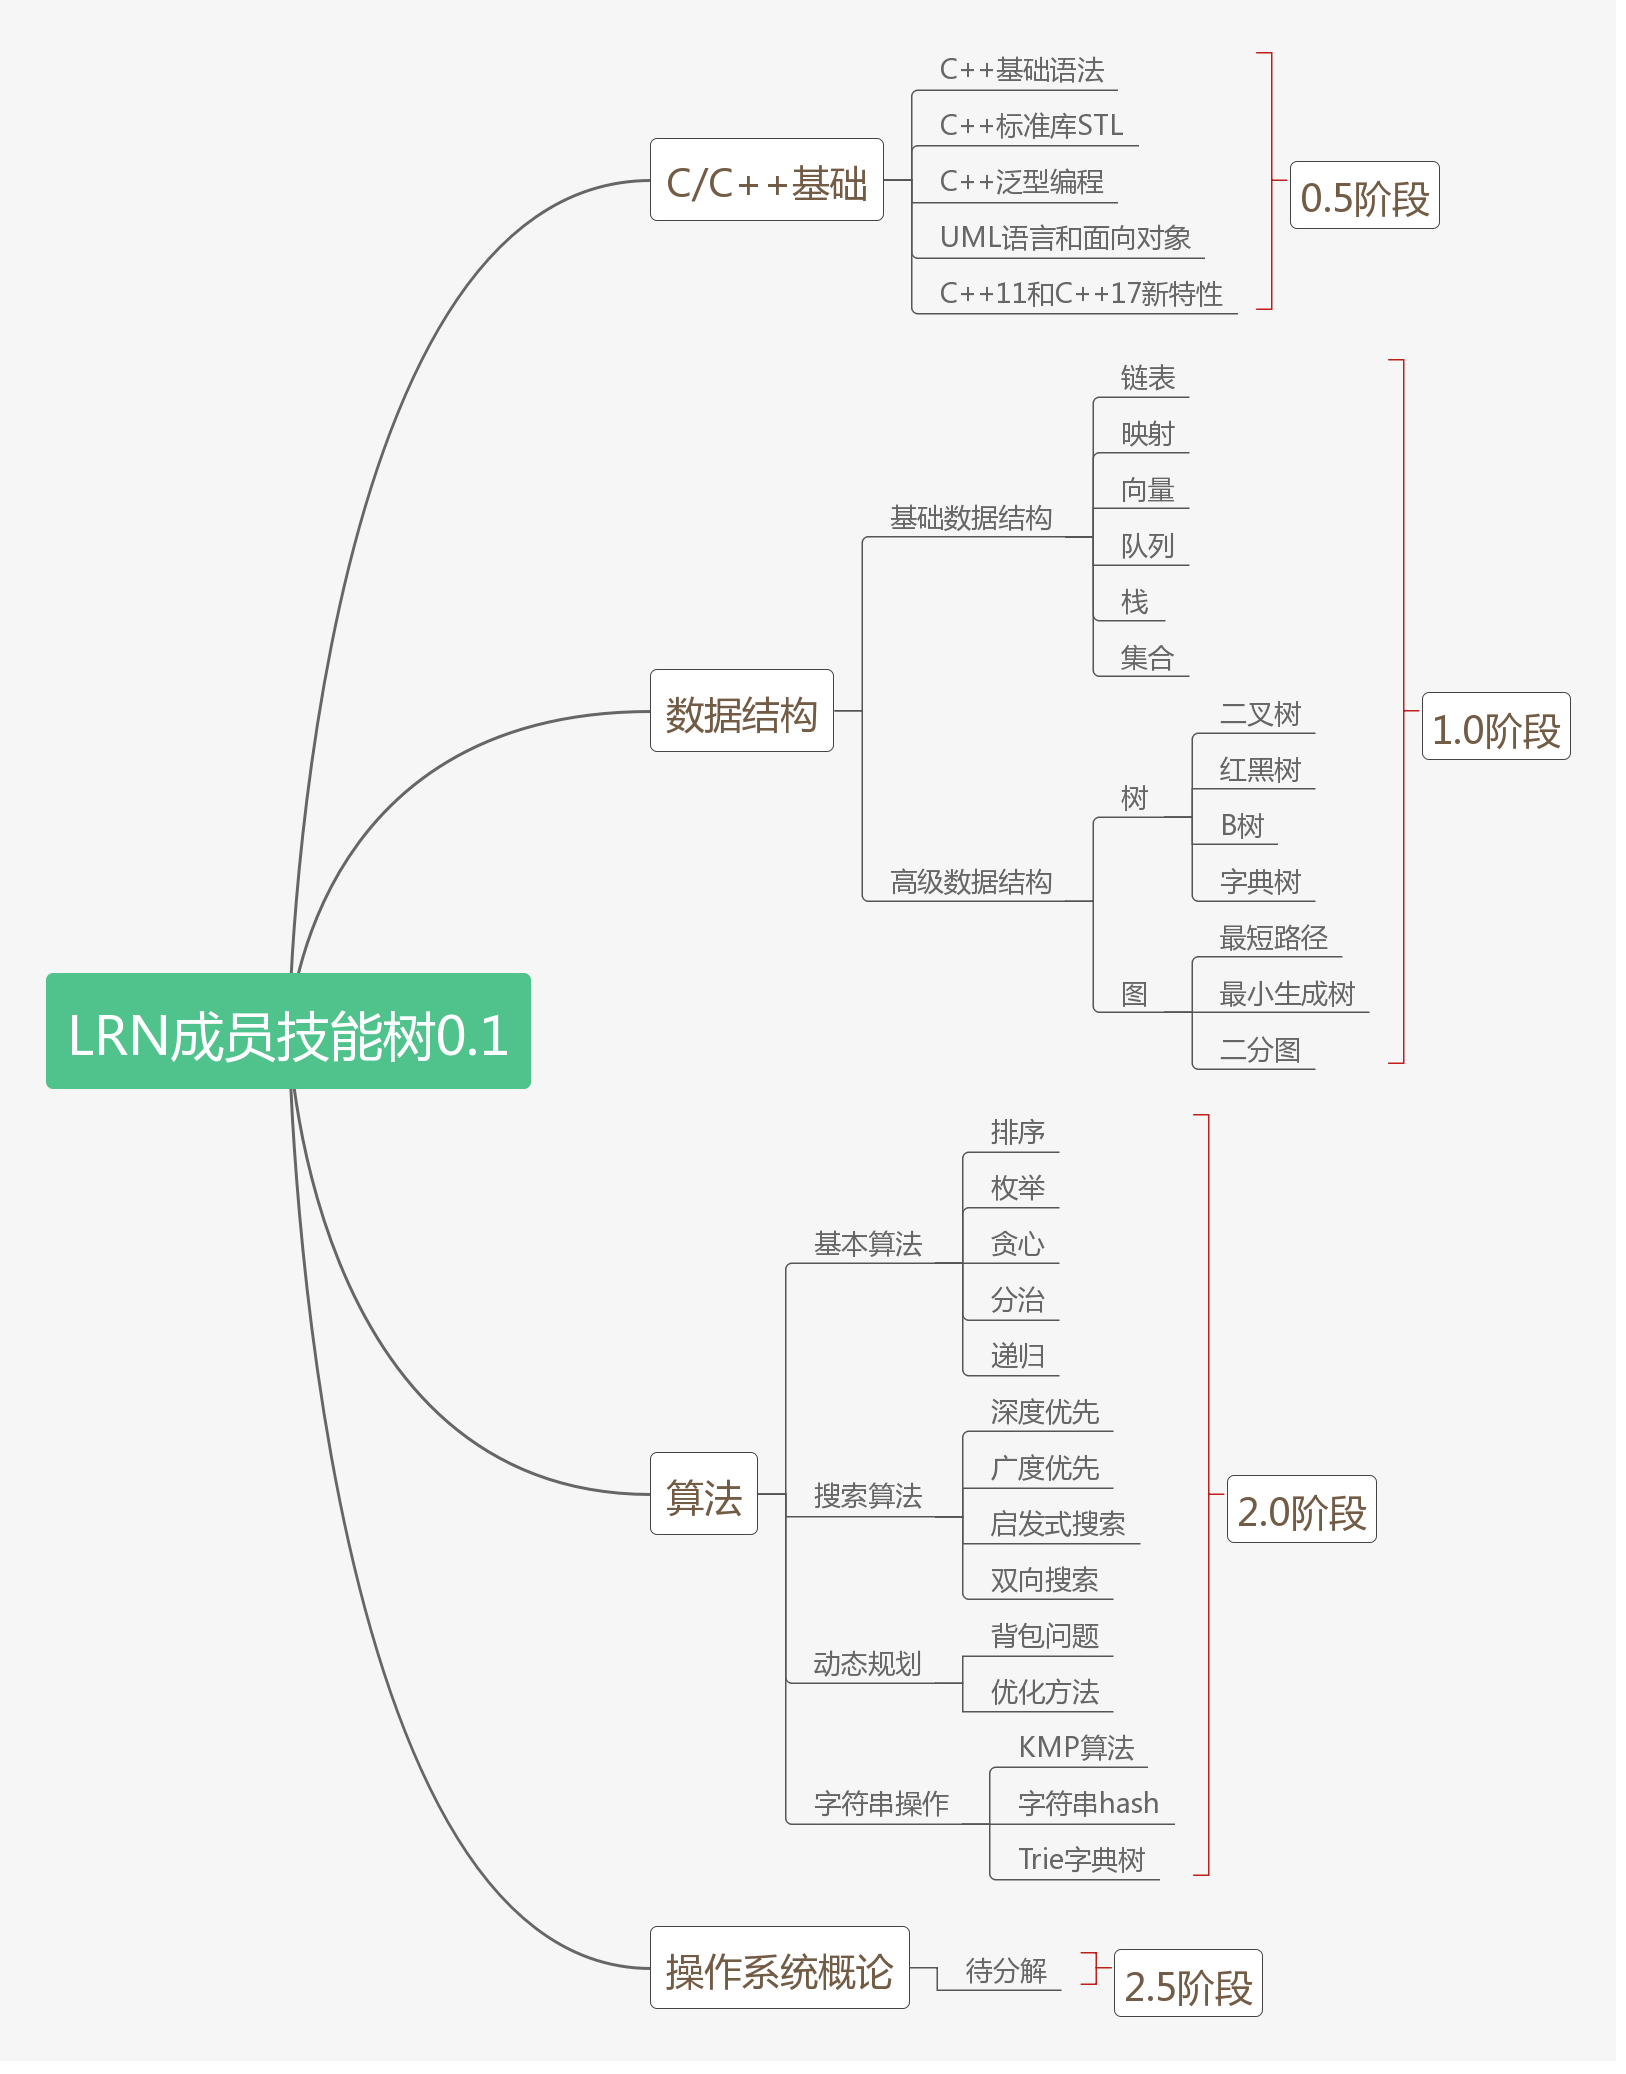 LRN成员技能树0.1
C/C++基础
C++基础语法
C++标准库STL
C++泛型编程
UML语言和面向对象
C++11和C++17新特性
0.5阶段
数据结构
基础数据结构
链表
映射
向量
队列
栈
集合
高级数据结构
树
二叉树
红黑树
B树
字典树
图
最短路径
最小生成树
二分图
1.0阶段
算法
基本算法
排序
枚举
贪心
分治
递归
搜索算法
深度优先
广度优先
启发式搜索
双向搜索
动态规划
背包问题
优化方法
字符串操作
KMP算法
字符串hash
Trie字典树
2.0阶段
操作系统概论
待分解
2.5阶段